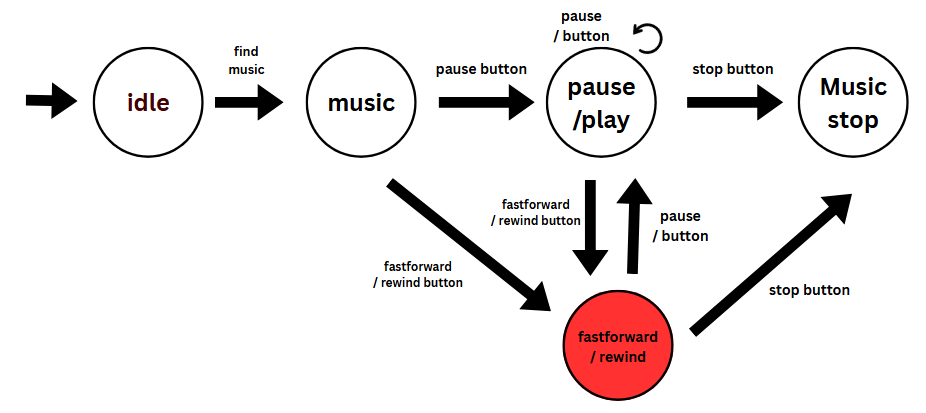 pause
/ button
find
music
pause button
stop button
idle
music
pause
/play
Music
stop
fastforward
/ rewind button
pause
/ button
fastforward
/ rewind button
stop button
fastforward
/ rewind